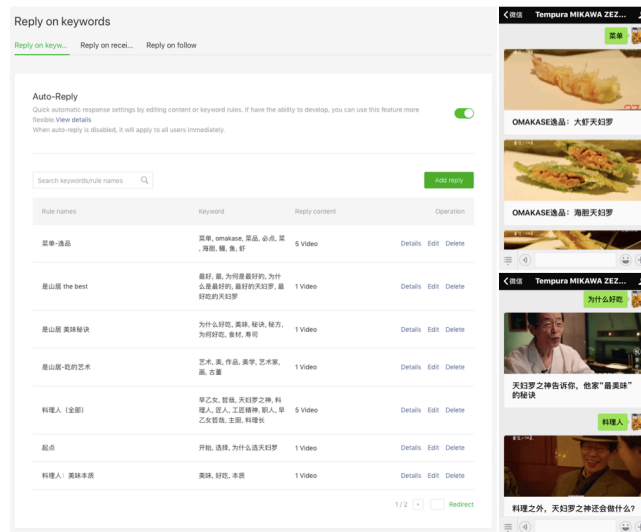 Reply on keywords
Reply on keyw... Reply on recei... Reply on follow
Auto-Reply
Quick automatic response settings by editing content or keyword rules. If have the ability to develop, you can use this feature more
flexible.View details
When auto-reply is disabled, it will apply to all users immediately.
Search keywords/rule names
Add reply
Rule names Keyword Reply content Operation
菜单-逸品
菜单, omakase, 菜品, 必点, 菜
, 海胆, 鳗, 鱼, 虾
5 Video Details Edit Delete
是山居 the best
最好, 最, 为何是最好的, 为什
么是最好的, 最好的天妇罗, 最
好吃的天妇罗
1 Video Details Edit Delete
是山居 美味秘诀
为什么好吃, 美味, 秘诀, 秘方,
为何好吃, 食材, 寿司
1 Video Details Edit Delete
是山居-吃的艺术
艺术, 美, 作品, 美学, 艺术家,
画, 古董
1 Video Details Edit Delete
料理人（全部）
早乙女, 哲哉, 天妇罗之神, 料
理人, 匠人, 工匠精神, 职人, 早
乙女哲哉, 主厨, 料理长
5 Video Details Edit Delete
起点 开始, 选择, 为什么选天妇罗 1 Video Details Edit Delete
料理人：美味本质 美味, 好吃, 本质 1 Video Details Edit Delete
1 / 2 Redirect
微信 Tempura MIKAWA ZEZ...
菜单
OMAKASE逸品：大虾天妇罗
OMAKASE逸品：海胆天妇罗
微信 Tempura MIKAWA ZEZ...
为什么好吃
天妇罗之神告诉你，他家“最美味”
的秘诀
料理人
料理之外，天妇罗之神还会做什么？